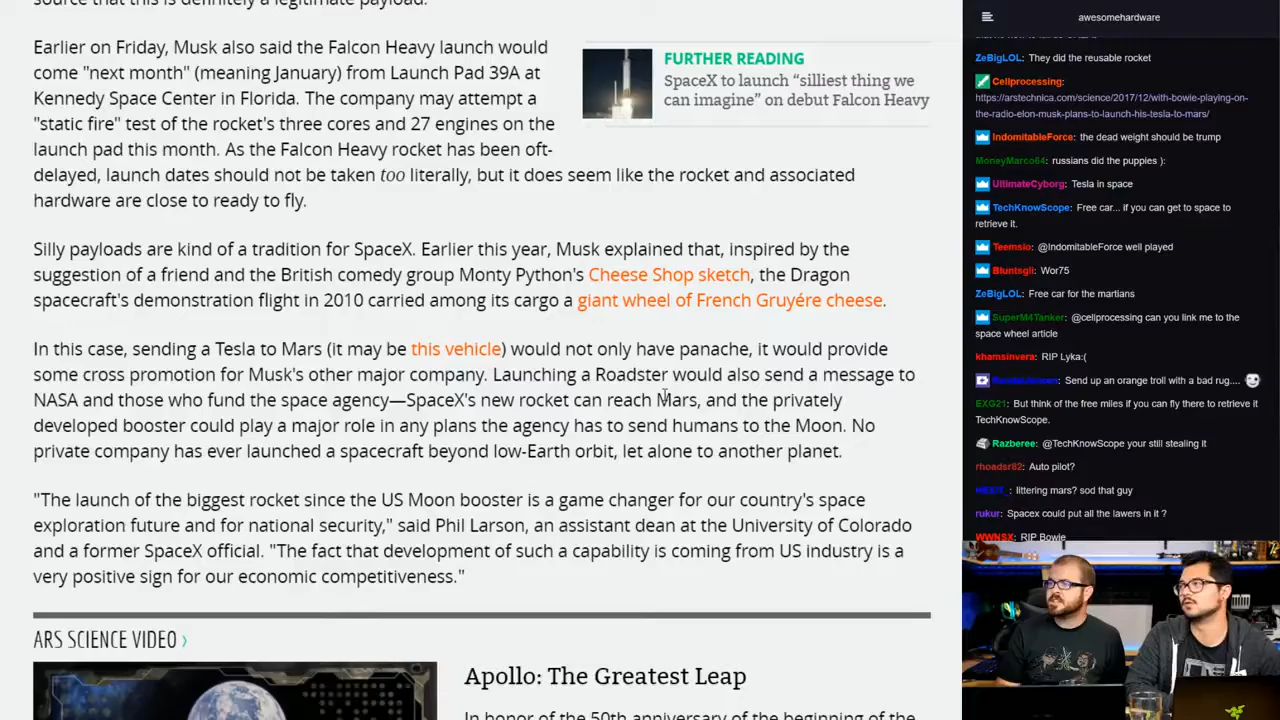 source that this is definitely a legitimate payload.
Earlier on Friday, Musk also said the Falcon Heavy launch would
come "next month" (meaning January) from Launch Pad 39A at
Kennedy Space Center in Florida. The company may attempt a
"static fire" test of the rocket's three cores and 27 engines on the
launch pad this month. As the Falcon Heavy rocket has been oft-
delayed, launch dates should not be taken too literally, but it does seem like the rocket and associated
hardware are close to ready to fly.
FURTHER READING
SpaceX to launch “silliest thing we
can imagine” on debut Falcon Heavy
Silly payloads are kind of a tradition for SpaceX. Earlier this year, Musk explained that, inspired by the
suggestion of a friend and the British comedy group Monty Python's Cheese Shop sketch, the Dragon
spacecraft's demonstration flight in 2010 carried among its cargo a giant wheel of French Gruyére cheese.
In this case, sending a Tesla to Mars (it may be this vehicle) would not only have panache, it would provide
some cross promotion for Musk's other major company. Launching a Roadster would also send a message to
NASA and those who fund the space agency—SpaceX's new rocket can reach Mars, and the privately
developed booster could play a major role in any plans the agency has to send humans to the Moon. No
private company has ever launched a spacecraft beyond low-Earth orbit, let alone to another planet.
"The launch of the biggest rocket since the US Moon booster is a game changer for our country's space
exploration future and for national security," said Phil Larson, an assistant dean at the University of Colorado
and a former SpaceX official. "The fact that development of such a capability is coming from US industry is a
very positive sign for our economic competitiveness."
ARS SCIENCE VIDEO ›
Apollo: The Greatest Leap
In honor of the 50th anniversary of the beginning of the
awesomehardware
ZeBigLOL: They did the reusable rocket
Cellprocessing:
https://arstechnica.com/science/2017/12/with-bowie-playing-on-
the-radio-elon-musk-plans-to-launch-his-tesla-to-mars/
IndomitableForce: the dead weight should be trump
MoneyMarco64: russians did the puppies ):
UltimateCyborg: Tesla in space
TechKnowScope: Free car... if you can get to space to
retrieve it.
Teemsio: @IndomitableForce well played
Bluntsgli: Wor75
ZeBigLOL: Free car for the martians
SuperM4Tanker: @cellprocessing can you link me to the
space wheel article
khamsinvera: RIP Lyka:(
Send up an orange troll with a bad rug....
EXG21: But think of the free miles if you can fly there to retrieve it
TechKnowScope.
Razberee: @TechKnowScope your still stealing it
rhoadsr82: Auto pilot?
: littering mars? sod that guy
rukur: Spacex could put all the lawers in it ?
WWNSX: RIP Bowie